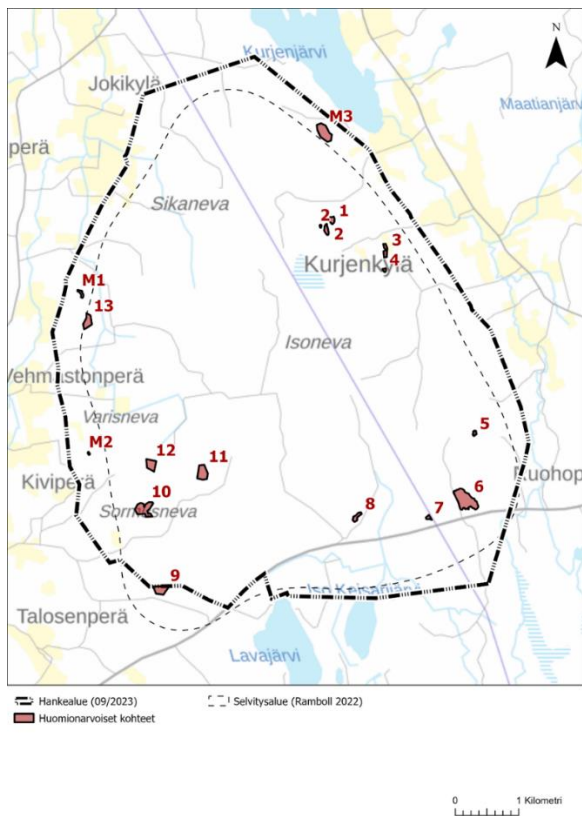 N
Kurjenjärvi
Jokikylä
Maatianjärv
M3
perä
Sikaneva
1
2
2
3
Kurjenkylä
4
M1
13
Isoneva
Vehmastonperä
Varisneva
5
M2
12
11
Kiviperä
Ruohop
6
10
8
7
Sormusneva
9
Talosenperä
Lavajärvi
Hankealue (09/2023)
Selvitysalue (Ramboll 2022)
Huomionarvoiset kohteet
0
1 Kilometri